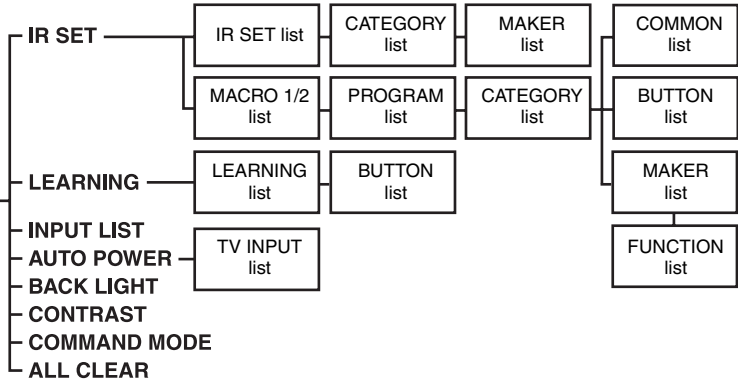 IR SET
IR SET list
CATEGORY
list
MAKER
list
COMMON
list
MACRO 1/2
list
PROGRAM
list
CATEGORY
list
BUTTON
list
MAKER
list
FUNCTION
list
LEARNING
LEARNING
list
BUTTON
list
INPUT LIST
AUTO POWER
TV INPUT
list
BACK LIGHT
CONTRAST
COMMAND MODE
ALL CLEAR